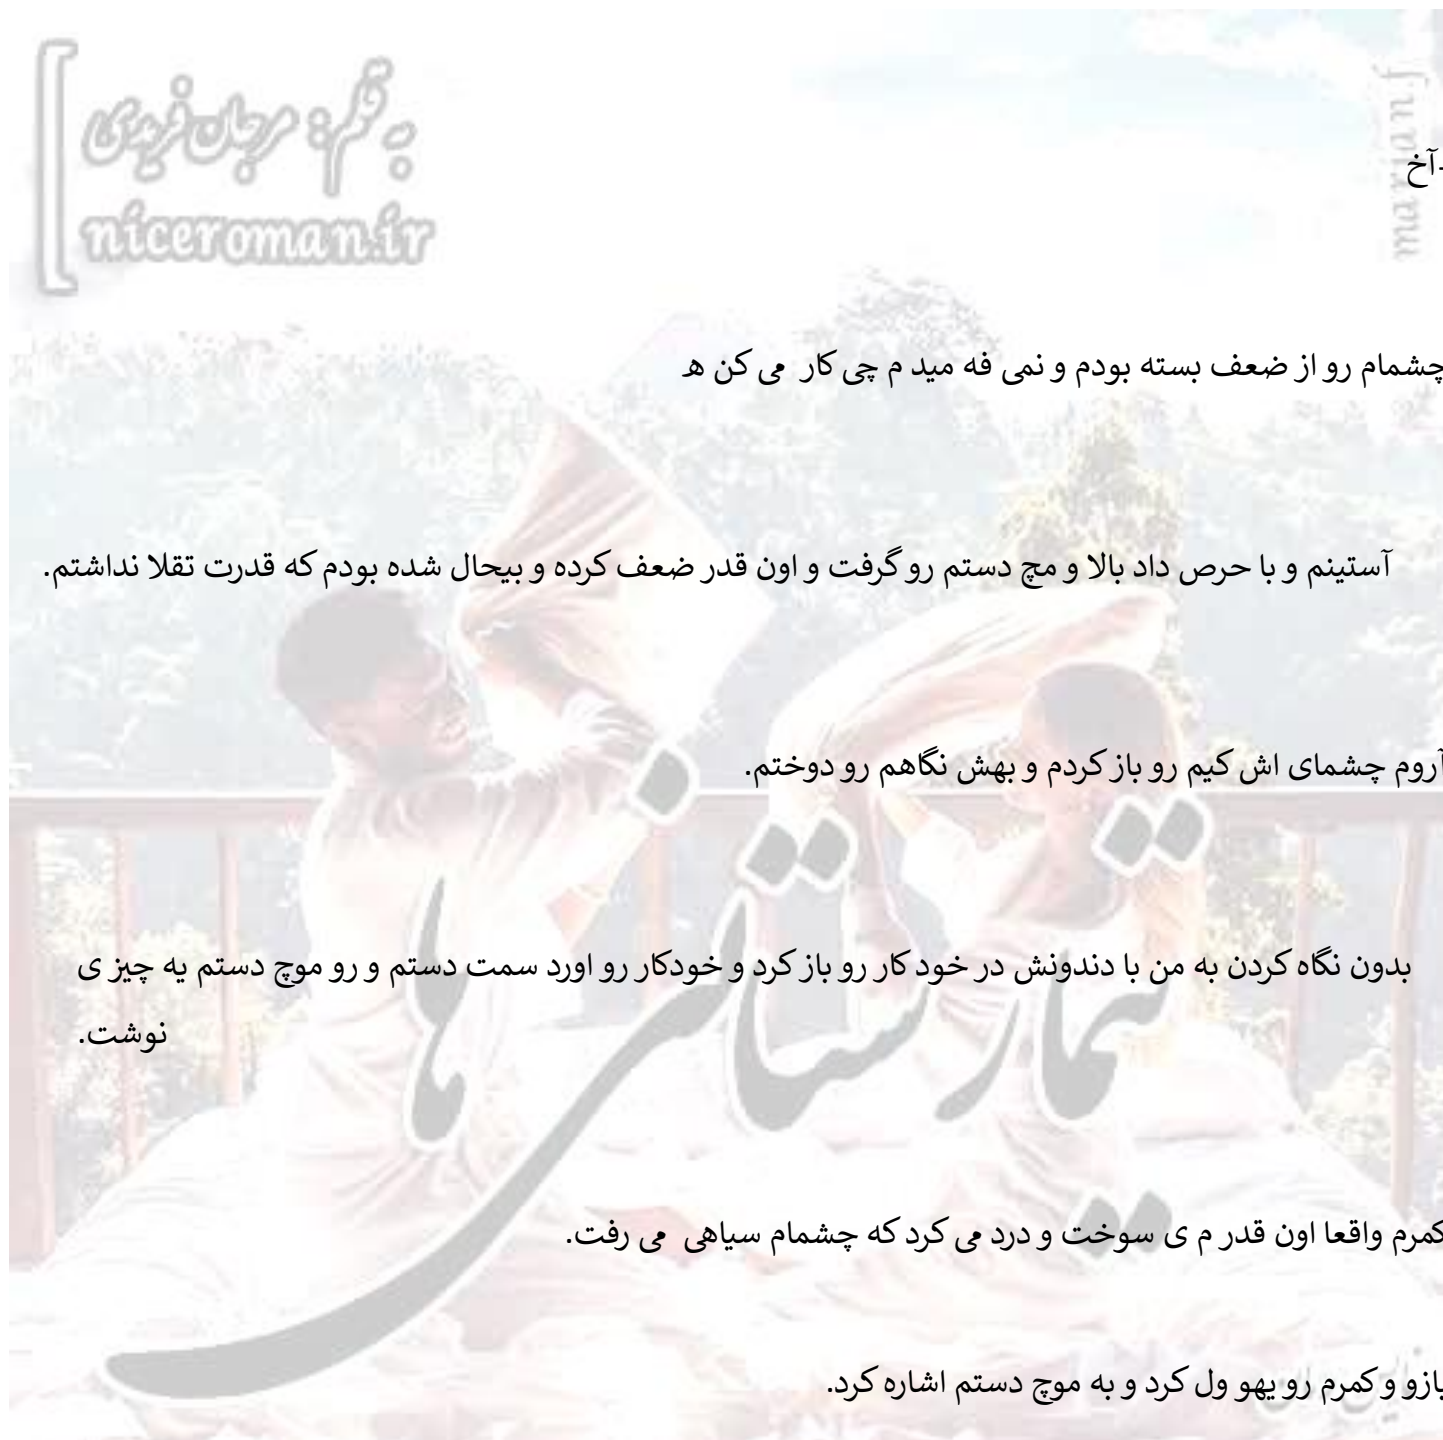 به قلم: مرجان فریدی
niceroman.ir
marjanf
-آخ
چشمام رو از ضعف بسته بودم و نمی فه مید م چی کار می کن ه
آستینم و با حرص داد بالا و مچ دستم رو گرفت و اون قدر ضعف کرده و بیحال شده بودم که قدرت تقلا نداشتم.
آروم چشمای اش کیم رو باز کردم و بهش نگاهم رو دوختم.
بدون نگاه کردن به من با دندونش در خود کار رو باز کرد و خودکار رو اورد سمت دستم و رو موچ دستم یه چیز ی
نوشت.
تیمارستانی ها
کمرم واقعا اون قدر م ی سوخت و درد می کرد که چشمام سیاهی می رفت.
بازو و کمرم رو یهو ول کرد و به موچ دستم اشاره کرد.